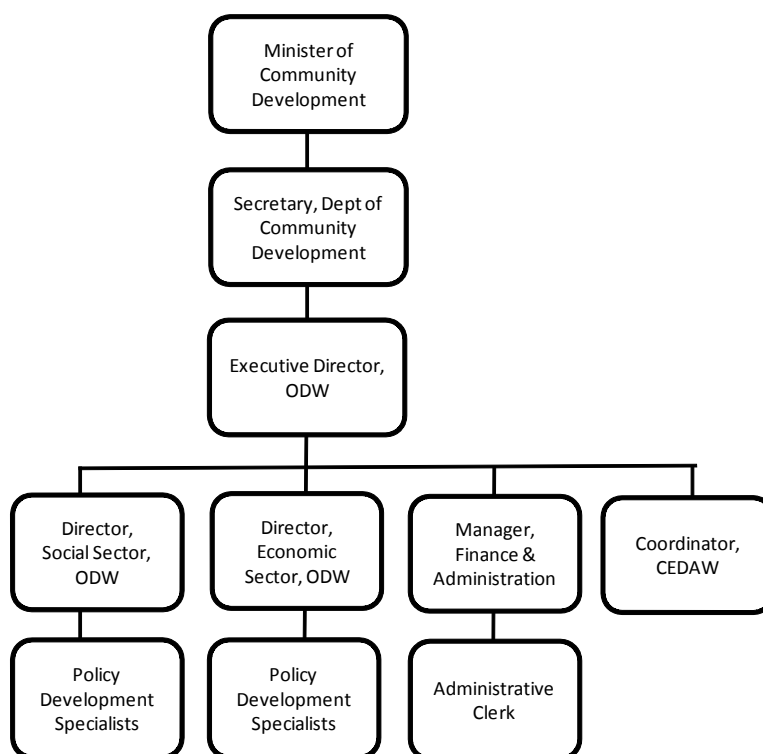 Minister of
Community
Development
Secretary, Dept of
Community
Development
Executive Director,
ODW
Director,
Social Sector,
ODW
Director,
Economic
Sector, ODW
Manager,
Finance &
Administration
Coordinator,
CEDAW
Policy
Development
Specialists
Policy
Development
Specialists
Administrative
Clerk